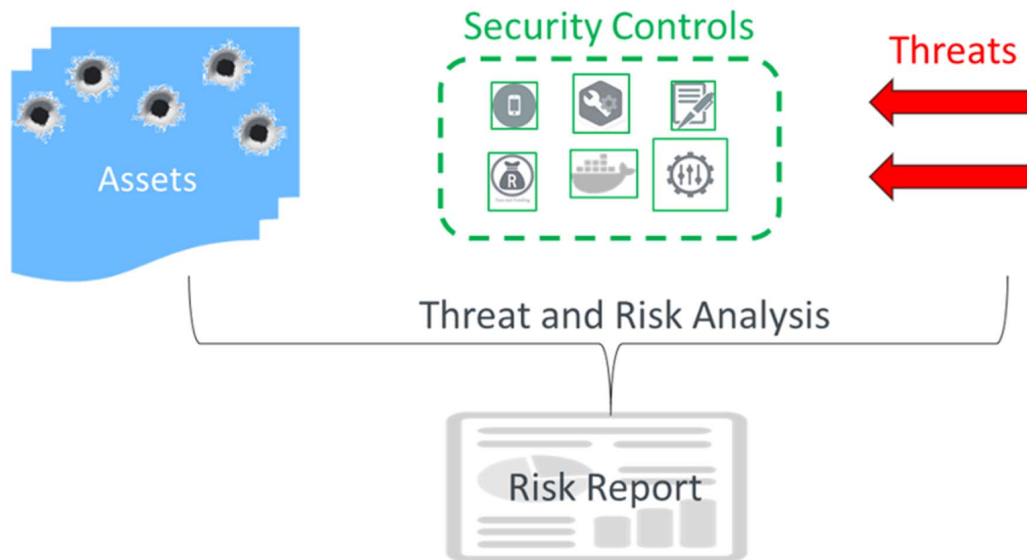 Security Controls
Threats
Assets
R
Threat and Risk Analysis
Risk Report